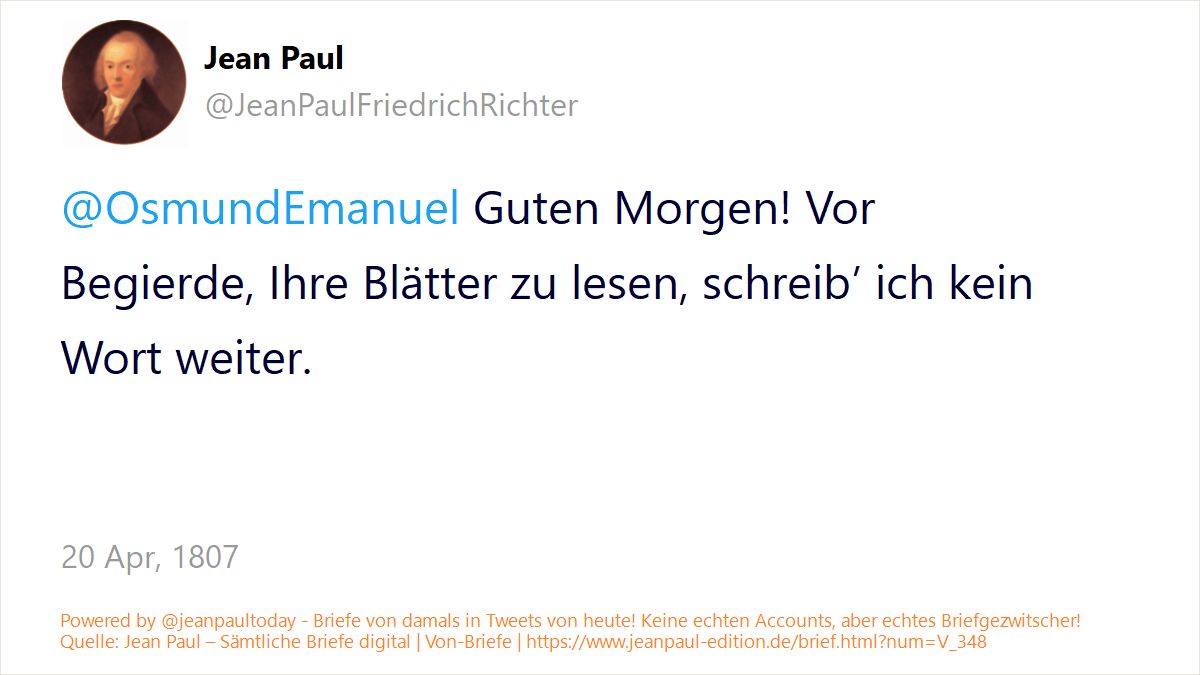 Jean Paul
@JeanPaulFriedrichRichter
@OsmundEmanuel Guten Morgen! Vor
Begierde, Ihre Blätter zu lesen, schreib’ ich kein
Wort weiter.
20 Apr, 1807
Powered by @jeanpaultoday - Briefe von damals in Tweets von heute! Keine echten Accounts, aber echtes Briefgezwitscher!
Quelle: Jean Paul – Sämtliche Briefe digital | Von-Briefe | https://www.jeanpaul-edition.de/brief.html?num=V_348